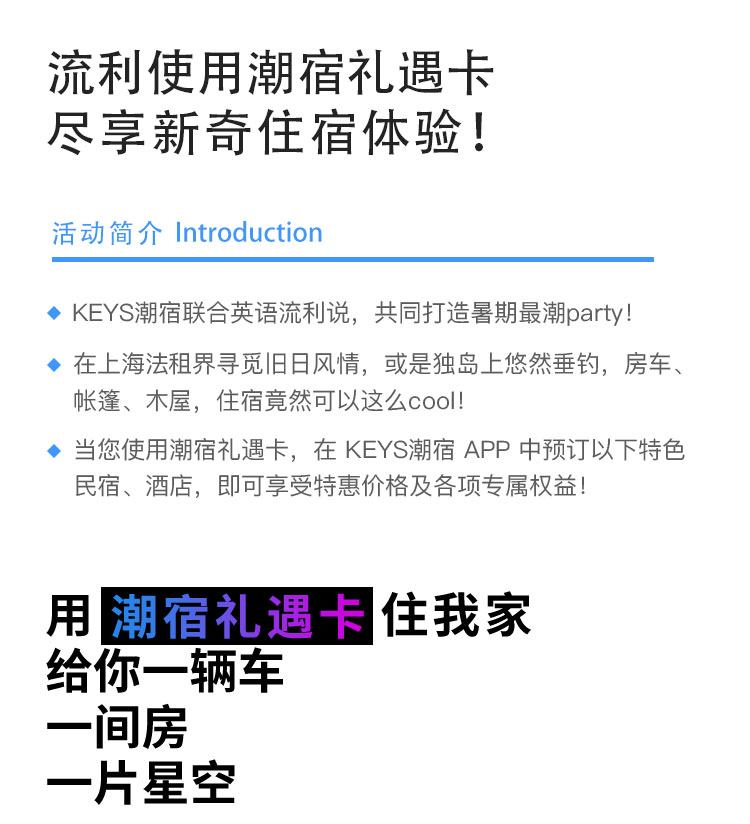 流利使用潮宿礼遇卡
尽享新奇住宿体验！
活动简介 Introduction
KEYS潮宿联合英语流利说，共同打造暑期最潮party！
在上海法租界寻觅旧日风情，或是独岛上悠然垂钓，房车、
帐篷、木屋，住宿竟然可以这么cool！
当您使用潮宿礼遇卡，在 KEYS潮宿 APP 中预订以下特色
民宿、酒店，即可享受特惠价格及各项专属权益！
用 潮宿礼遇卡 住我家
给你一辆车
一间房
一片星空